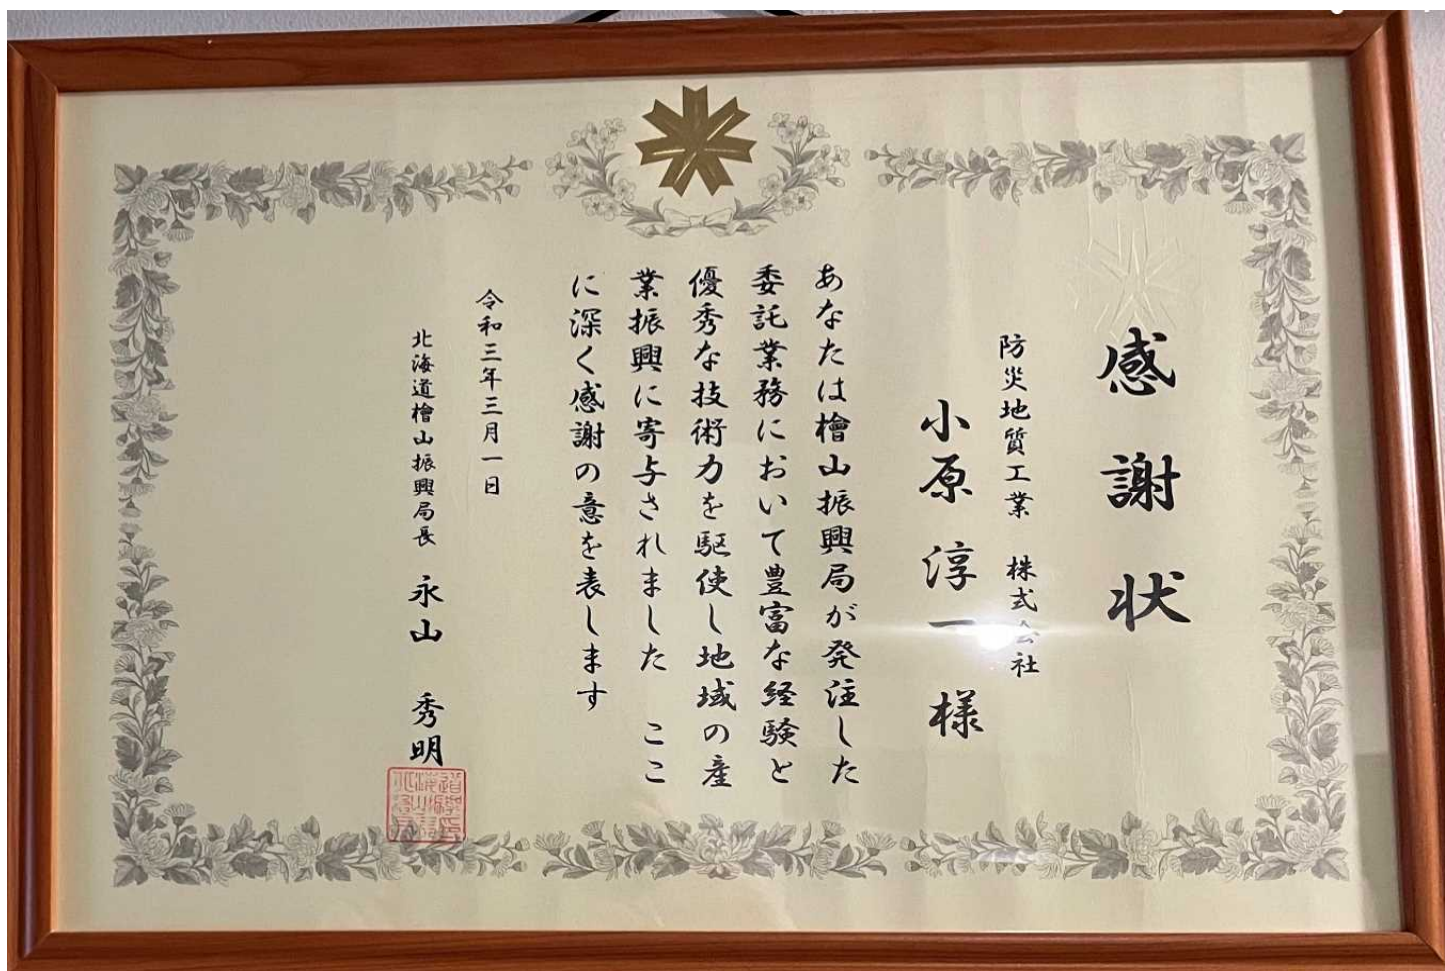 感謝状
防災地質工業 株式会社
小原 淳一 様
あなたは檜山振興局が発注した
委託業務において豊富な経験と
優秀な技術力を駆使し地域の産
業振興に寄与されました ここ
に深く感謝の意を表します
令和三年三月一日
北海道檜山振興局長 永山 秀明